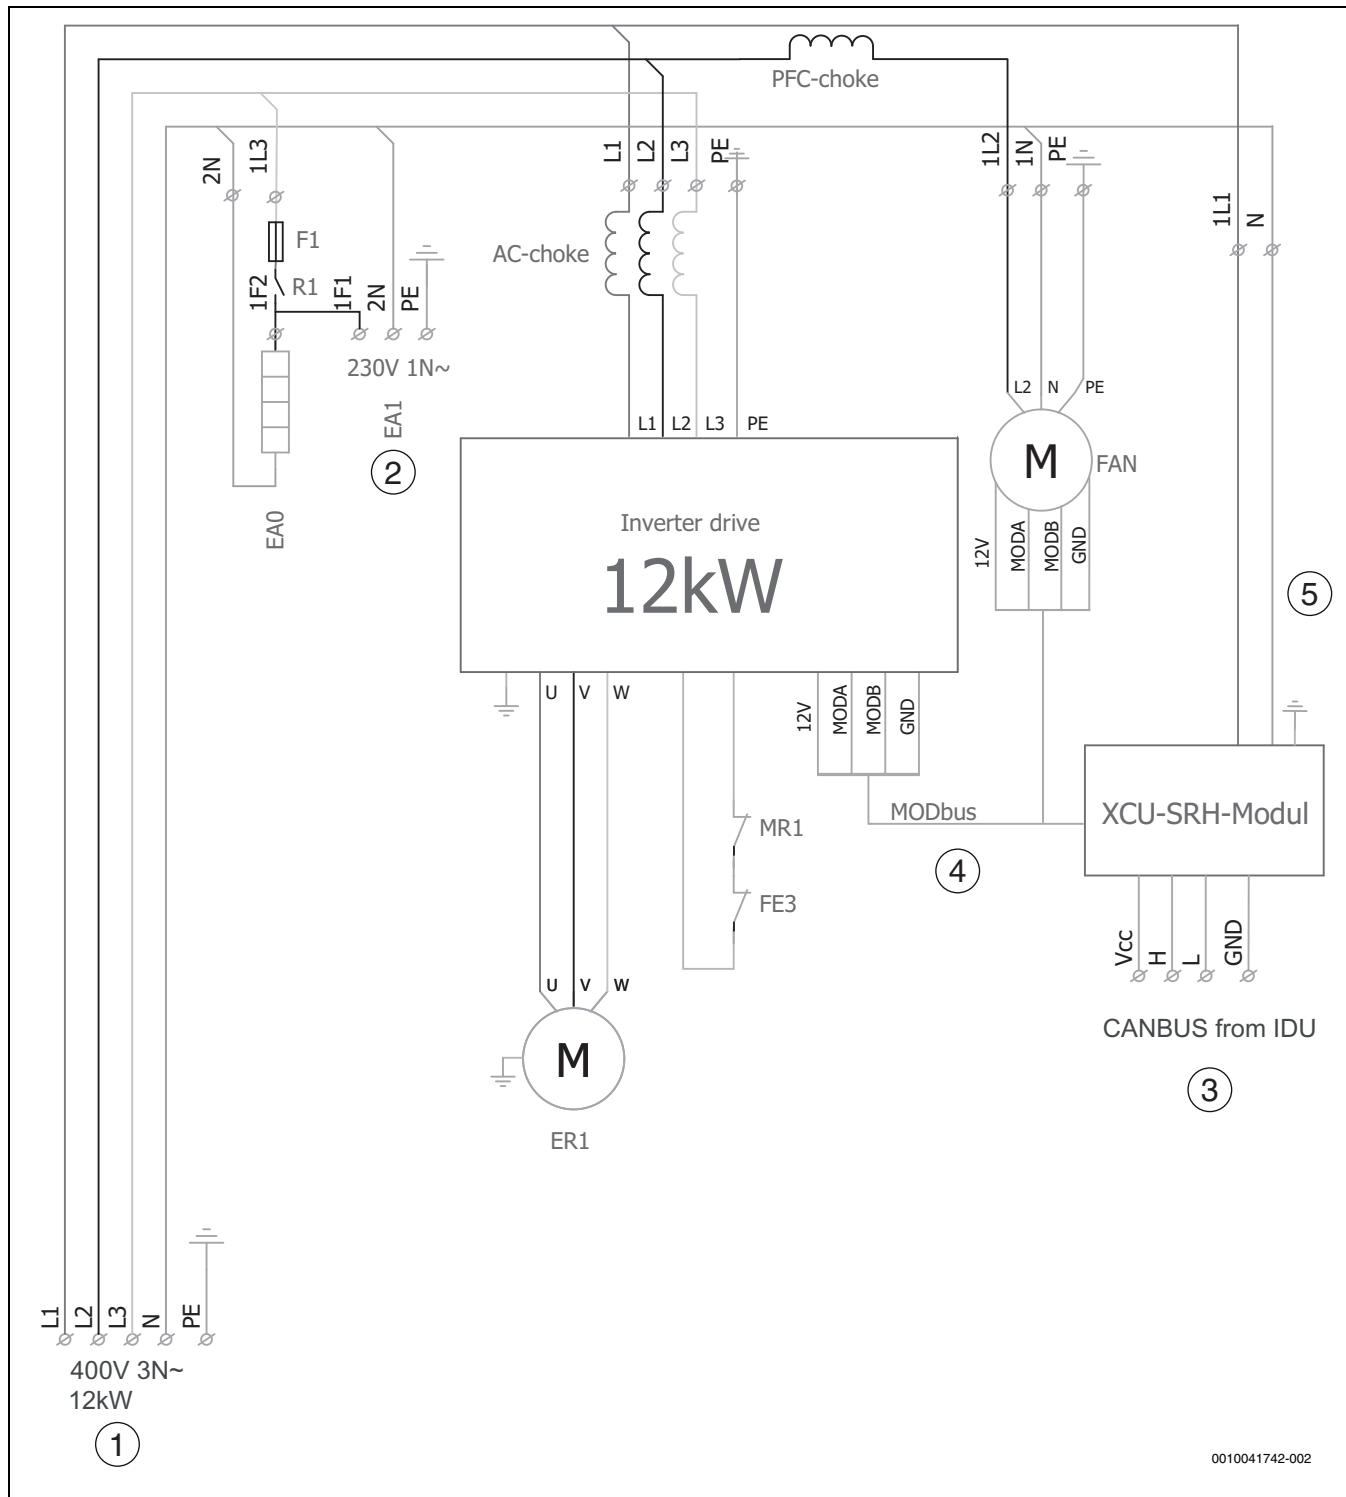 PFC-choke
2N
1L3
L1
L2
L3
PE
1L2
1N
PE
1L1
N
F1
R1
1F2
1F1
2N
PE
AC-choke
230V 1N~
EA1
2
EA0
L1
L2
L3
PE
L2
N
PE
M
FAN
Inverter drive
12kW
12V
MODA
MODB
GND
5
U
V
W
12V
MODA
MODB
GND
MODbus
4
XCU-SRH-Modul
MR1
FE3
Vcc
H
L
GND
CANBUS from IDU
3
U
V
W
M
ER1
L1
L2
L3
N
PE
400V 3N~
12kW
1
0010041742-002